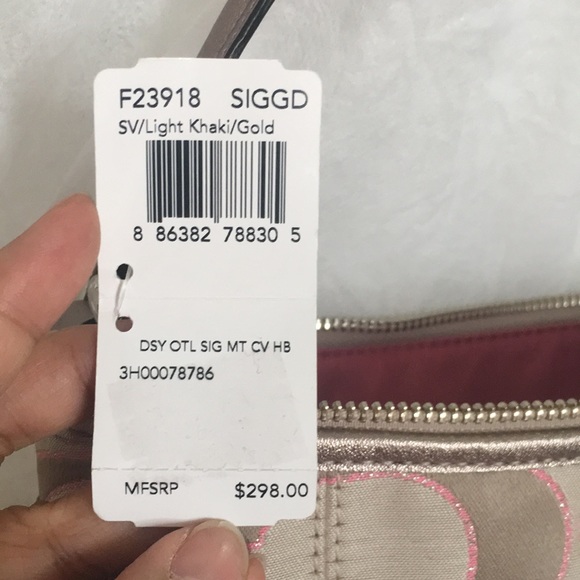 F23918 SIGGD
SV/Light Khaki/Gold
8 86382 78830 5
DSY OTL SIG MT CV HB
3H00078786
MFSRP $298.00